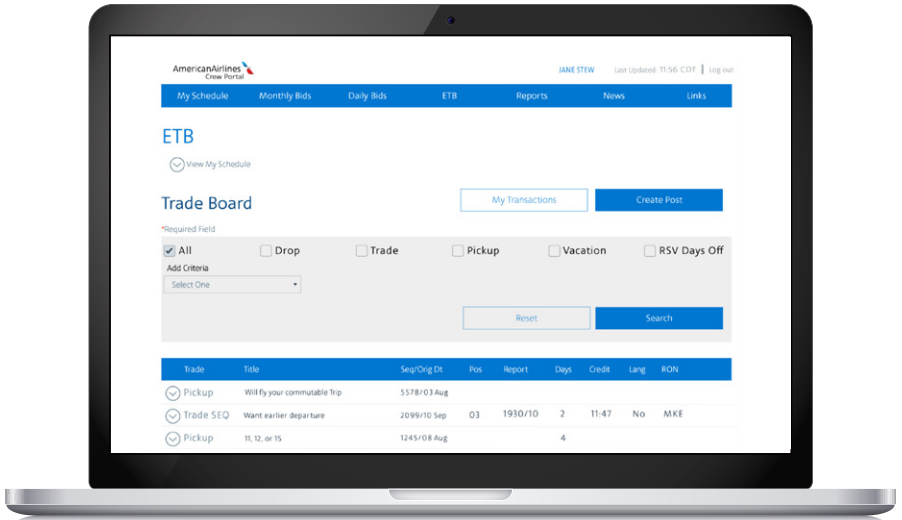 AmericanAirlines
Crew Portal
JANE STEW Last Updated 11:56 CDT | Log out
My Schedule Monthly Bids Daily Bids ETB Reports News Links
ETB
View My Schedule
Trade Board My Transactions Create Post
*Required Field
All Drop Trade Pickup Vacation RSV Days Off
Add Criteria
Select One
Reset Search
Trade Title Seq/Orig Dt Pos Report Days Credit Lang RON
Pickup Will fly your commutable Trip 5578/03 Aug
Trade SEQ Want earlier departure 2099/10 Sep 03 1930/10 2 11:47 No MKE
Pickup 11, 12, or 15 1245/08 Aug 4